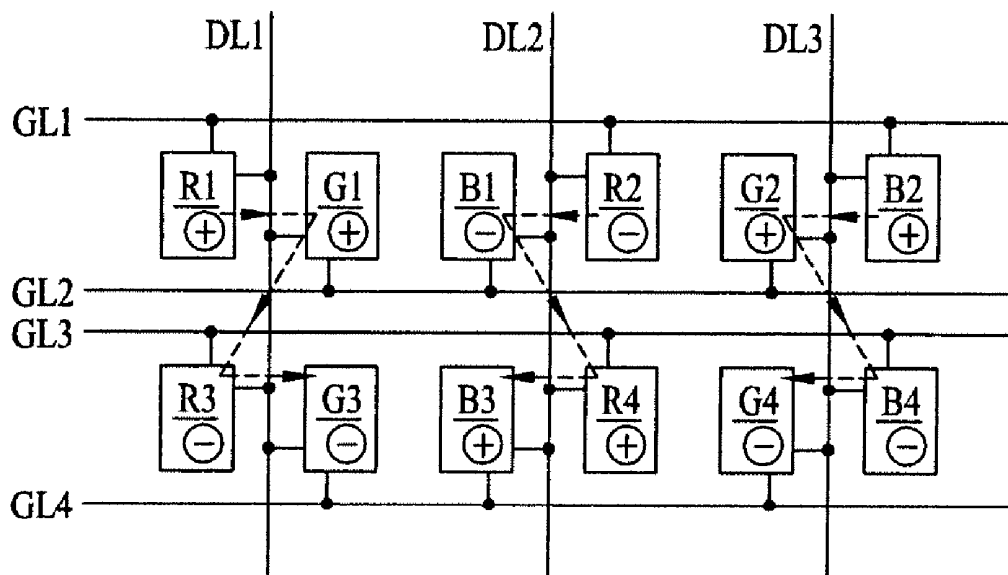 DL1 DL2 DL3
GL1
R1 G1 B1 R2 G2 B2
+ + − − + +
GL2
GL3
R3 G3 B3 R4 G4 B4
− − + + − −
GL4